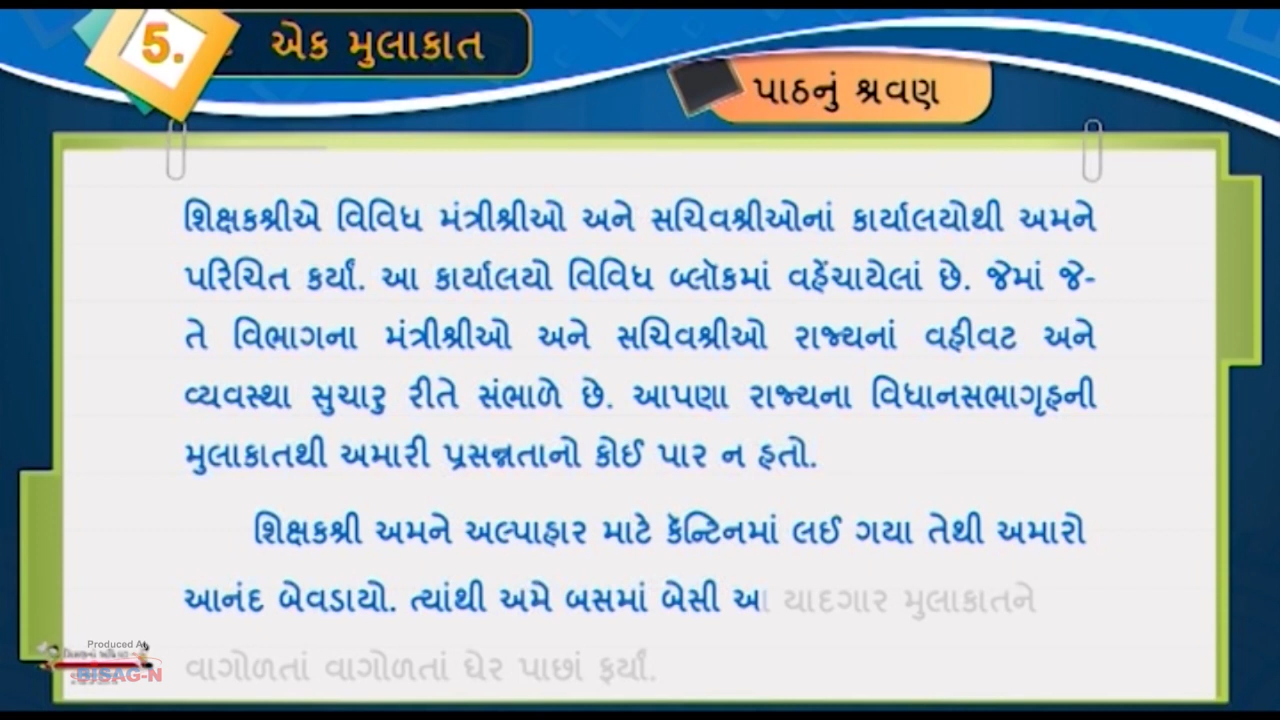 5. એક મુલાકાત
પાઠનું શ્રવણ
શિક્ષકશ્રીએ વિવિધ મંત્રીશ્રીઓ અને સચિવશ્રીઓનાં કાર્યાલયોથી અમને
પરિચિત કર્યાં. આ કાર્યાલયો વિવિધ બ્લૉકમાં વહેંચાયેલાં છે. જેમાં જે-
તે વિભાગના મંત્રીશ્રીઓ અને સચિવશ્રીઓ રાજ્યનાં વહીવટ અને
વ્યવસ્થા સુચારુ રીતે સંભાળે છે. આપણા રાજ્યના વિધાનસભાગૃહની
મુલાકાતથી અમારી પ્રસન્નતાનો કોઈ પાર ન હતો.
શિક્ષકશ્રી અમને અલ્પાહાર માટે કૅન્ટિનમાં લઈ ગયા તેથી અમારો
આનંદ બેવડાયો. ત્યાંથી અમે બસમાં બેસી આ યાદગાર મુલાકાતને
વાગોળતાં વાગોળતાં ઘેર પાછાં ફર્યાં.
Produced At
BISAG-N